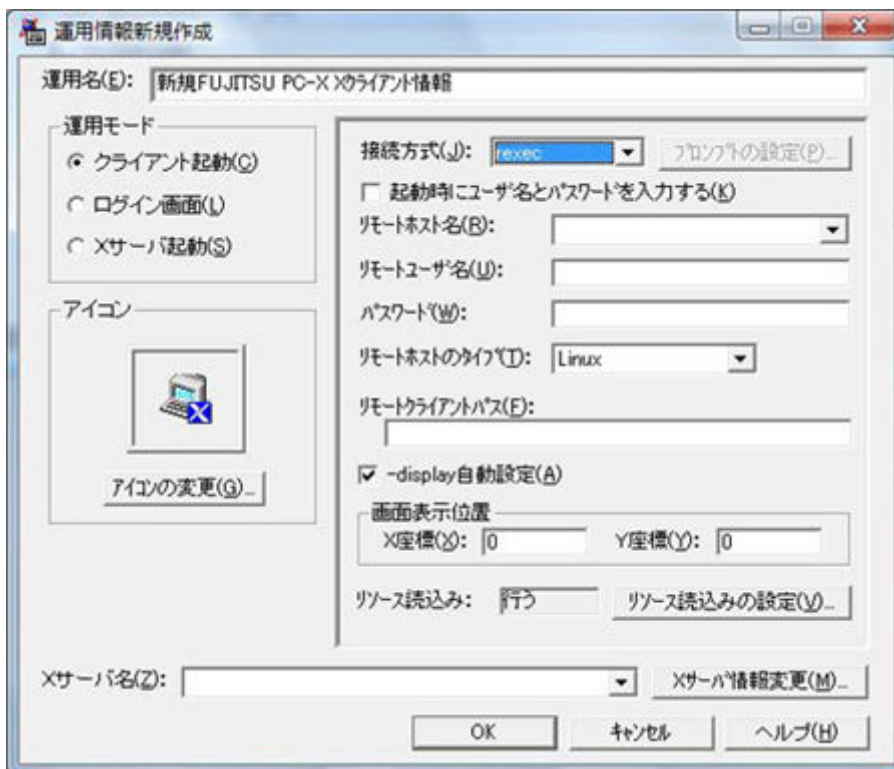 運用情報新規作成
運用名(E): 新規FUJITSU PC-X Xｸﾗｲｱﾝﾄ情報
運用モード
クライアント起動(C)
ログイン画面(L)
Xサーバ起動(S)
アイコン
ｱｲｺﾝの変更(G)...
接続方式(J): rexec ﾌﾟﾛﾝﾌﾟﾄの設定(P)...
起動時にﾕｰｻﾞ名とﾊﾟｽﾜｰﾄﾞを入力する(K)
ﾘﾓｰﾄﾎｽﾄ名(R):
ﾘﾓｰﾄﾕｰｻﾞ名(U):
ﾊﾟｽﾜｰﾄﾞ(W):
ﾘﾓｰﾄﾎｽﾄのﾀｲﾌﾟ(T): Linux
ﾘﾓｰﾄｸﾗｲｱﾝﾄﾊﾟｽ(F):
-display自動設定(A)
画面表示位置
X座標(X): 0 Y座標(Y): 0
ﾘｿｰｽ読込み: 行う ﾘｿｰｽ読込みの設定(V)...
Xサーバ名(Z): Xｻｰﾊﾞ情報変更(M)...
OK ｷｬﾝｾﾙ ヘルプ(H)